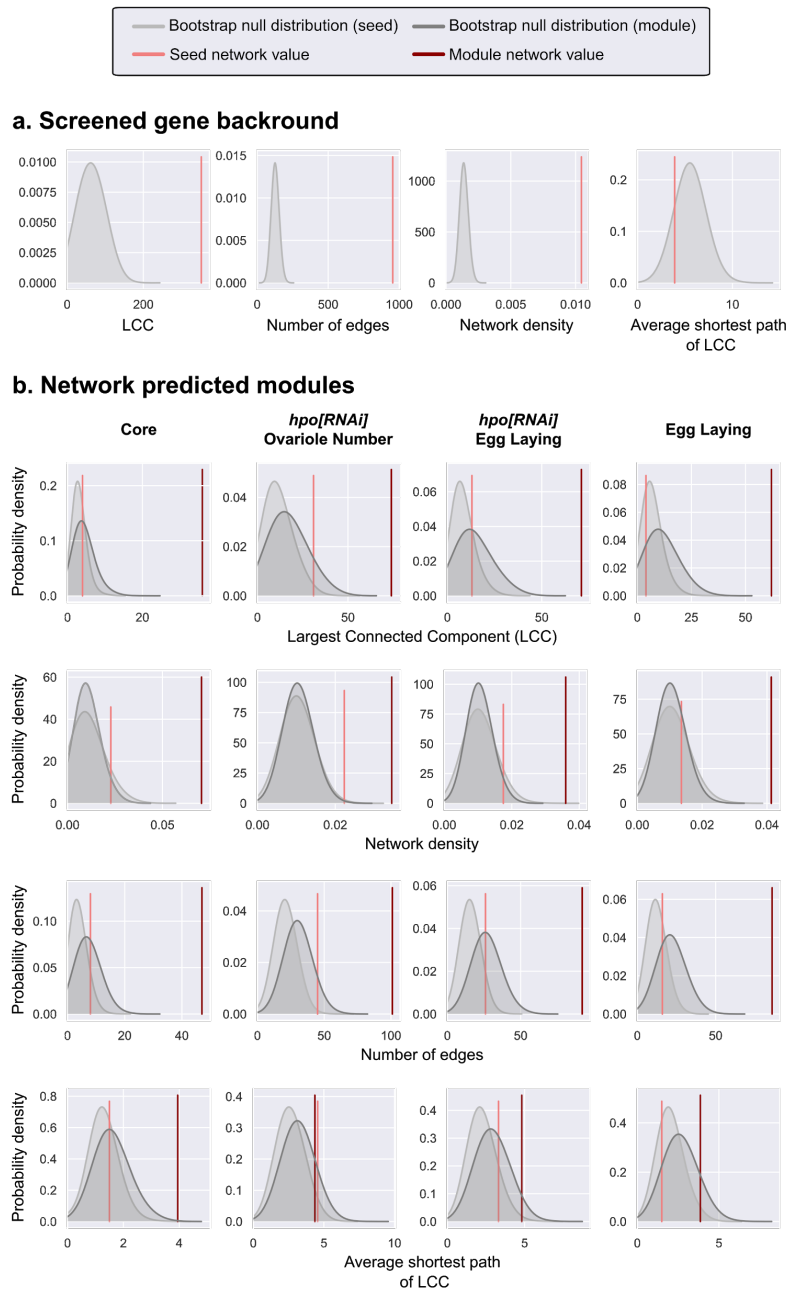 Bootstrap null distribution (seed) Bootstrap null distribution (module)
Seed network value Module network value
a. Screened gene backround
0.0100 0.0075 0.0050 0.0025 0.0000
0 200
LCC
0.015 0.010 0.005 0.000
0 500 1000
Number of edges
1000 500 0
0.000 0.005 0.010
Network density
0.2 0.1 0.0
0 10
Average shortest path
of LCC
b. Network predicted modules
Core
hpo[RNAi]
Ovariole Number
hpo[RNAi]
Egg Laying
Egg Laying
Probability density
0.2 0.1 0.0
0 20
0.04 0.02 0.00
0 50
0.06 0.04 0.02 0.00
0 50
0.08 0.06 0.04 0.02 0.00
0 25 50
Largest Connected Component (LCC)
Probability density
60 40 20 0
0.00 0.05
100 75 50 25 0
0.00 0.02
100 75 50 25 0
0.00 0.02 0.04
75 50 25 0
0.00 0.02 0.04
Network density
Probability density
0.10 0.05 0.00
0 20 40
0.04 0.02 0.00
0 50 100
0.06 0.04 0.02 0.00
0 50
0.06 0.04 0.02 0.00
0 50
Number of edges
Probability density
0.8 0.6 0.4 0.2 0.0
0 2 4
0.4 0.3 0.2 0.1 0.0
0 5 10
0.4 0.3 0.2 0.1 0.0
0 5
0.4 0.2 0.0
0 5
Average shortest path
of LCC